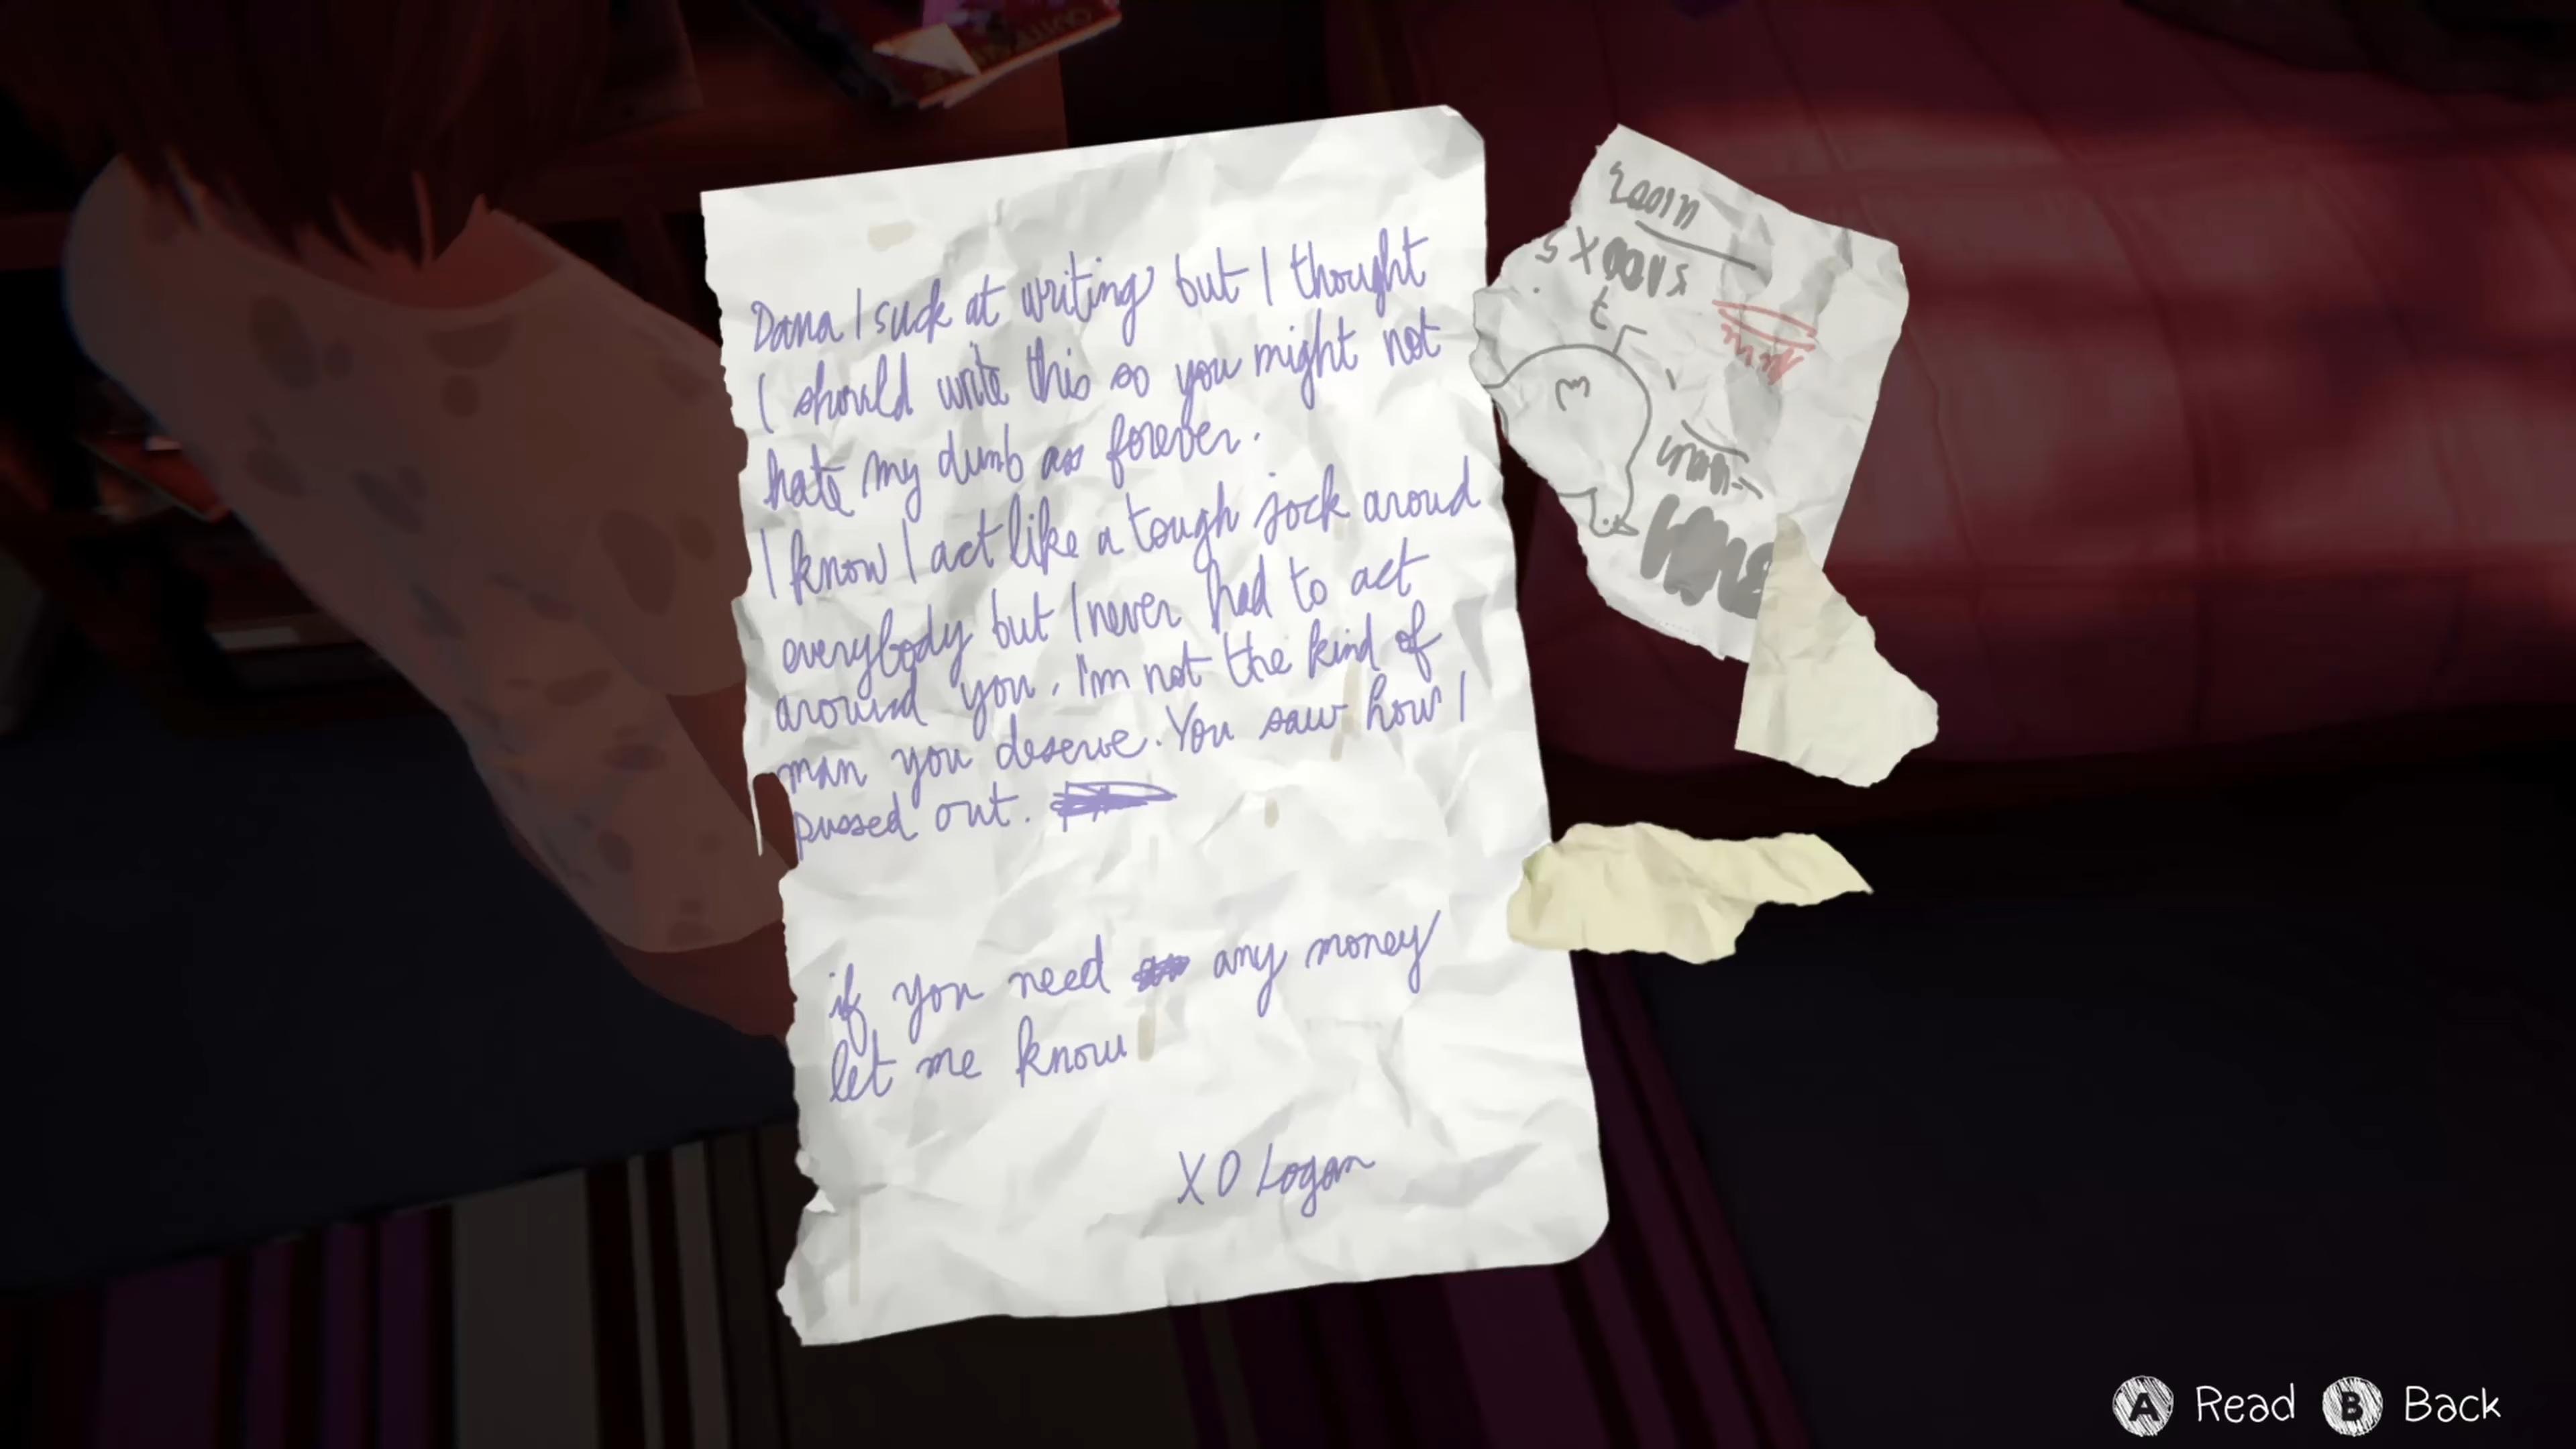 Dana I suck at writing but I thought
I should write this so you might not
hate my dumb ass forever.
I know I act like a tough jock aroud
everybody but I never had to act
around you. I'm not the kind of
man you deserve. You saw how I
pussed out.
if you need any money
let me know
XO Logan
A Read B Back